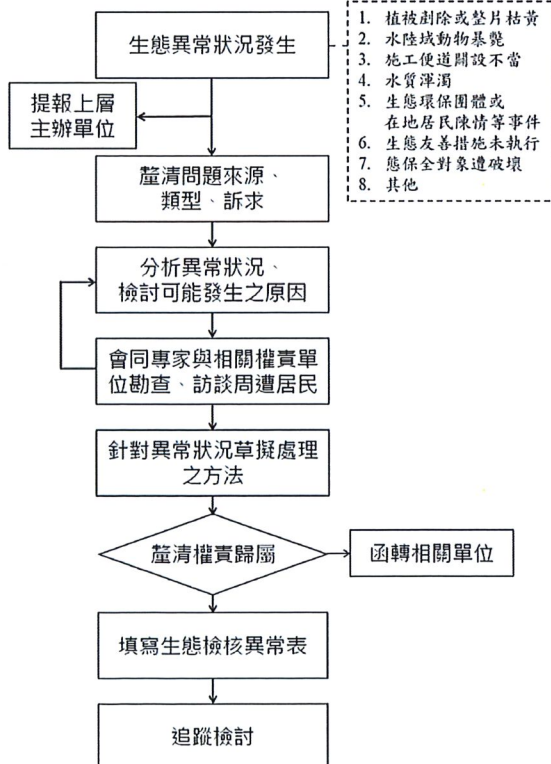 生態異常狀況發生
1. 植被剷除或整片枯黃
2. 水陸域動物暴斃
3. 施工便道闢設不當
4. 水質渾濁
5. 生態環保團體或
在地居民陳情等事件
6. 生態友善措施未執行
7. 態保全對象遭破壞
8. 其他
提報上層
主辦單位
釐清問題來源、
類型、訴求
分析異常狀況、
檢討可能發生之原因
會同專家與相關權責單
位勘查、訪談周遭居民
針對異常狀況草擬處理
之方法
釐清權責歸屬
函轉相關單位
填寫生態檢核異常表
追蹤檢討